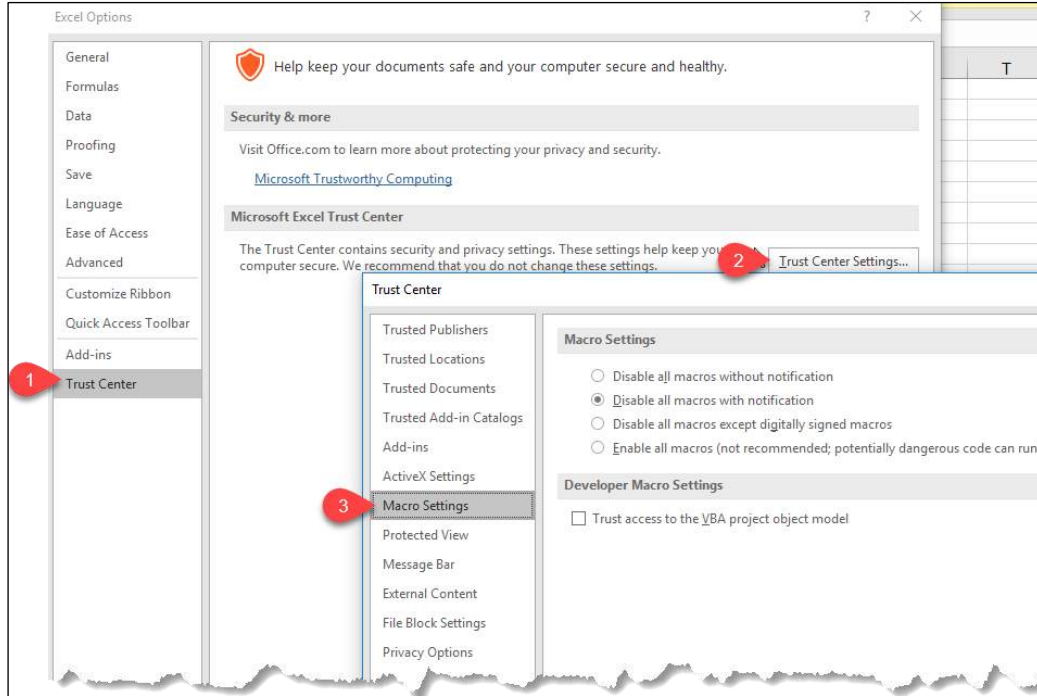 Excel Options
? ×
General
Formulas
Data
Proofing
Save
Language
Ease of Access
Advanced
Customize Ribbon
Quick Access Toolbar
Add-ins
1
Trust Center
Help keep your documents safe and your computer secure and healthy.
Security & more
Visit Office.com to learn more about protecting your privacy and security.
Microsoft Trustworthy Computing
Microsoft Excel Trust Center
The Trust Center contains security and privacy settings. These settings help keep you
computer secure. We recommend that you do not change these settings.
2
Trust Center Settings...
T
Trust Center
Trusted Publishers
Trusted Locations
Trusted Documents
Trusted Add-in Catalogs
Add-ins
ActiveX Settings
3
Macro Settings
Protected View
Message Bar
External Content
File Block Settings
Privacy Options
Macro Settings
Disable all macros without notification
Disable all macros with notification
Disable all macros except digitally signed macros
Enable all macros (not recommended; potentially dangerous code can run
Developer Macro Settings
Trust access to the VBA project object model